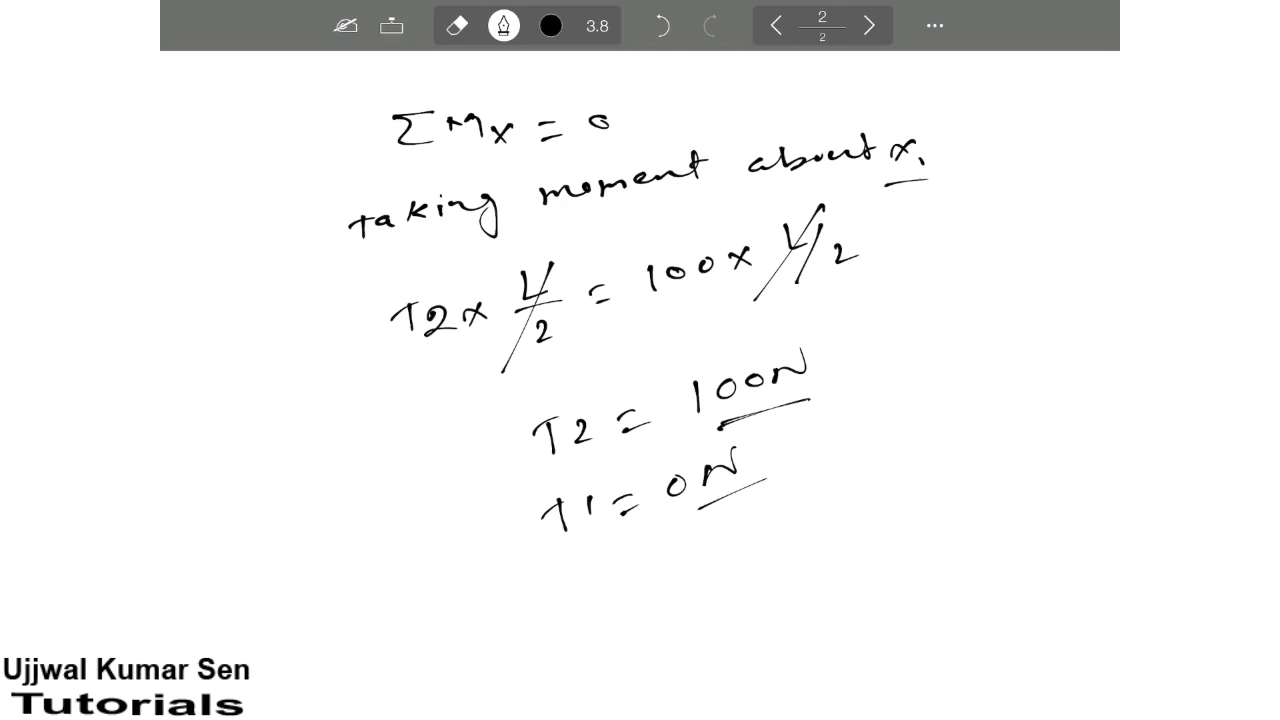 3.8
2
2
ΣMx = 0
Taking moment about x.
T2 x L/2 = 100 x L/2
T2 = 100N
T1 = 0N
Ujjwal Kumar Sen
Tutorials